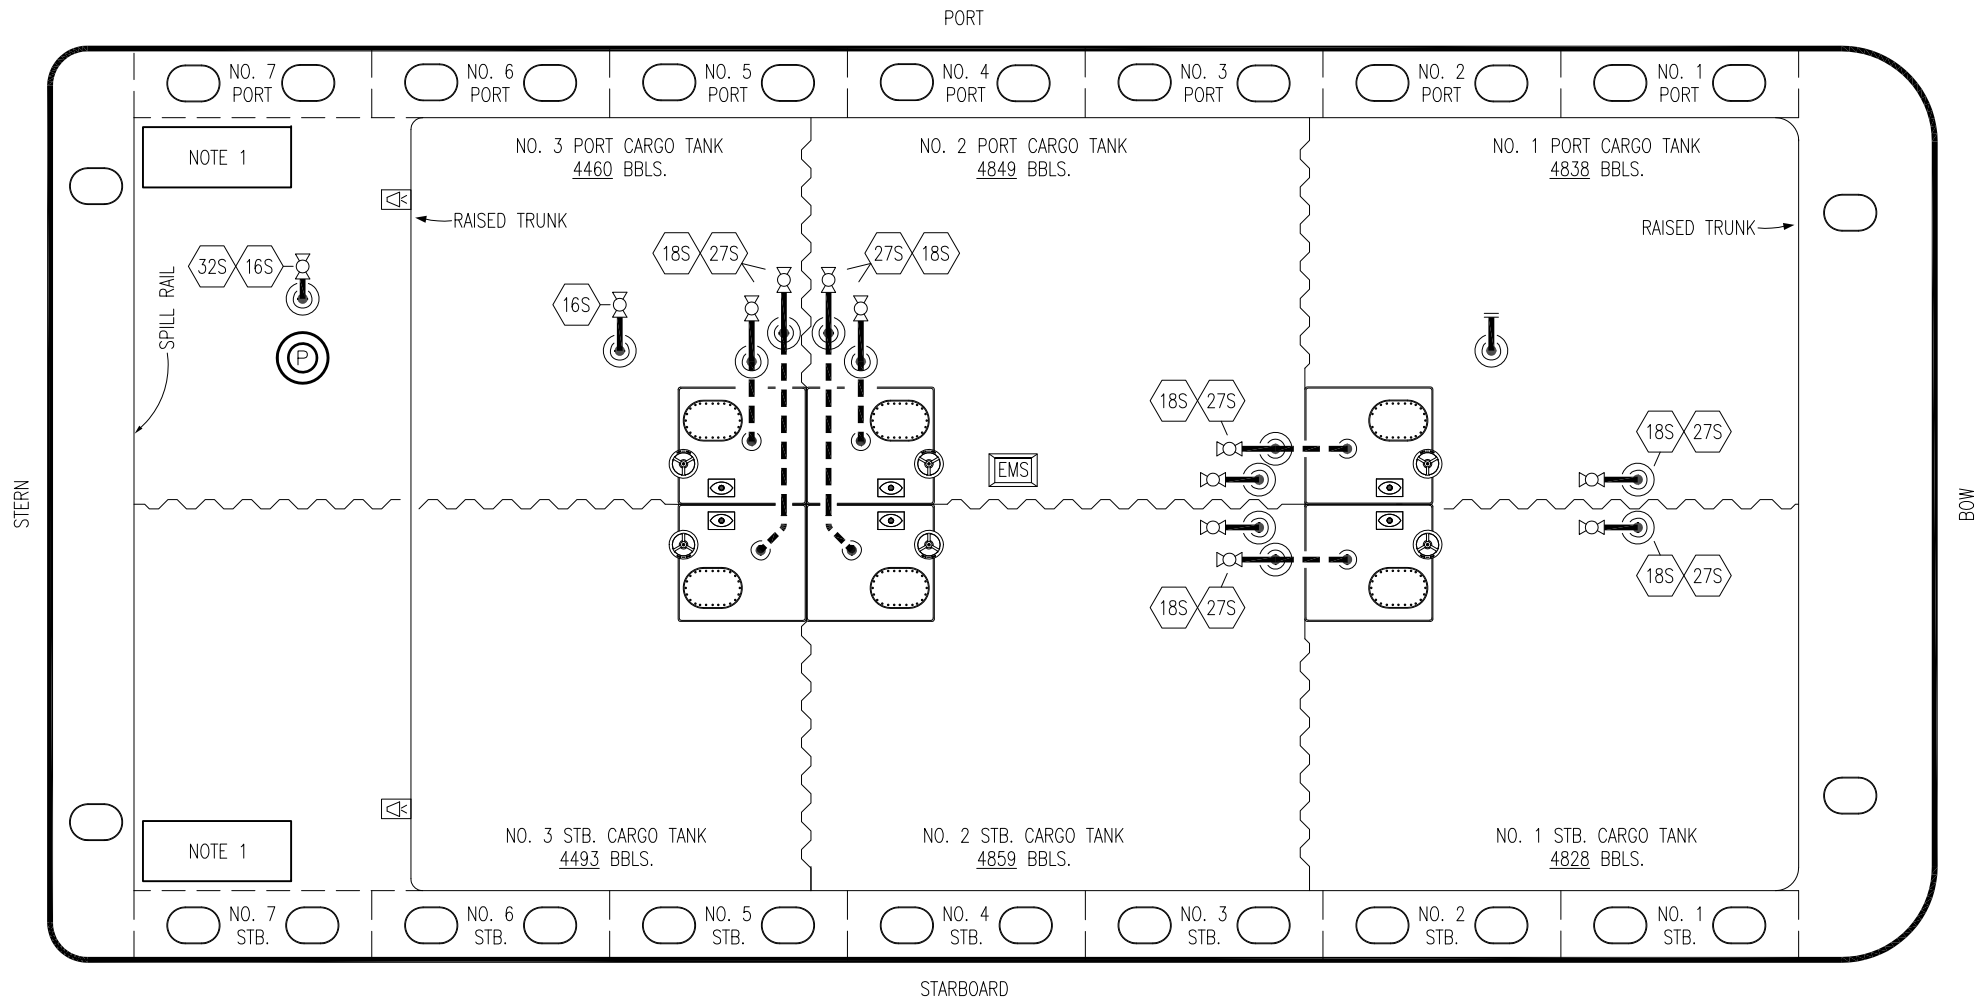 PORT
NO. 7
PORT
NO. 6
PORT
NO. 5
PORT
NO. 4
PORT
NO. 3
PORT
NO. 2
PORT
NO. 1
PORT
NOTE 1
NO. 3 PORT CARGO TANK
4460 BBLS.
NO. 2 PORT CARGO TANK
4849 BBLS.
NO. 1 PORT CARGO TANK
4838 BBLS.
RAISED TRUNK
RAISED TRUNK
32S 16S
SPILL RAIL
P
16S
18S 27S
27S 18S
18S 27S
18S 27S
EMS
STERN
BOW
18S 27S
18S 27S
NOTE 1
NO. 3 STB. CARGO TANK
4493 BBLS.
NO. 2 STB. CARGO TANK
4859 BBLS.
NO. 1 STB. CARGO TANK
4828 BBLS.
NO. 7
STB.
NO. 6
STB.
NO. 5
STB.
NO. 4
STB.
NO. 3
STB.
NO. 2
STB.
NO. 1
STB.
STARBOARD